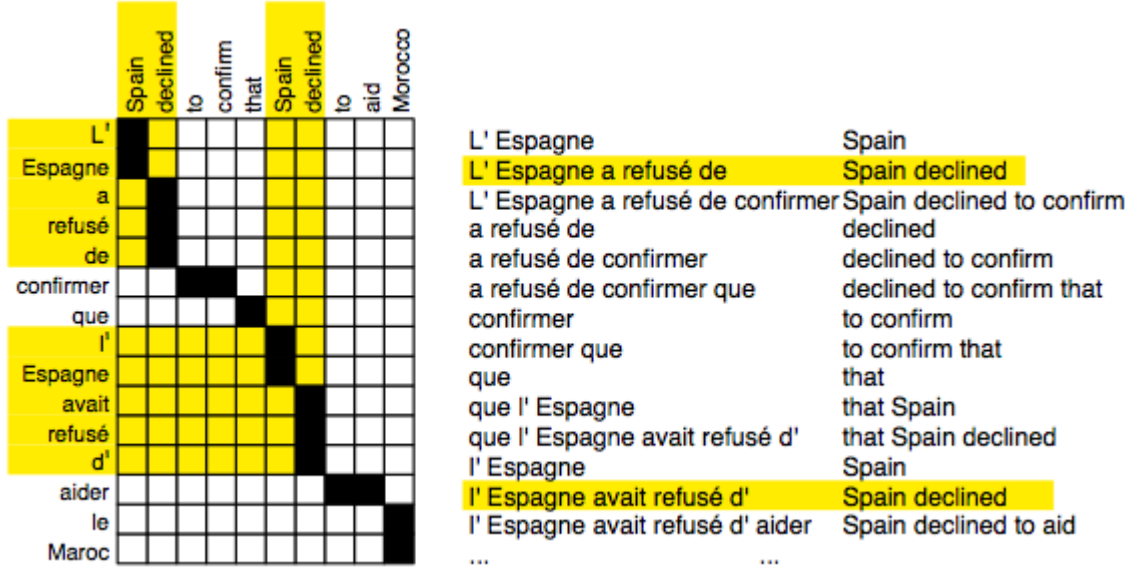 Spain
declined
to
confirm
that
Spain
declined
to
aid
Morocco
L'
Espagne
a
refusé
de
confirmer
que
l'
Espagne
avait
refusé
d'
aider
le
Maroc
L' Espagne Spain
L' Espagne a refusé de Spain declined
L' Espagne a refusé de confirmer Spain declined to confirm
a refusé de declined
a refusé de confirmer declined to confirm
a refusé de confirmer que declined to confirm that
confirmer to confirm
confirmer que to confirm that
que that
que l' Espagne that Spain
que l' Espagne avait refusé d' that Spain declined
l' Espagne Spain
l' Espagne avait refusé d' Spain declined
l' Espagne avait refusé d' aider Spain declined to aid
... ...